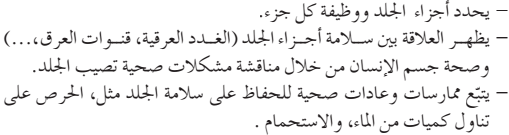 – يحدد أجزاء الجلد ووظيفة كل جزء.
– يظهر العلاقة بين سلامة أجزاء الجلد (الغدد العرقية، قنوات العرق،...)
وصحة جسم الإنسان من خلال مناقشة مشكلات صحية تصيب الجلد.
– يتبّع ممارسات وعادات صحية للحفاظ على سلامة الجلد مثل، الحرص على
تناول كميات من الماء، والاستحمام .